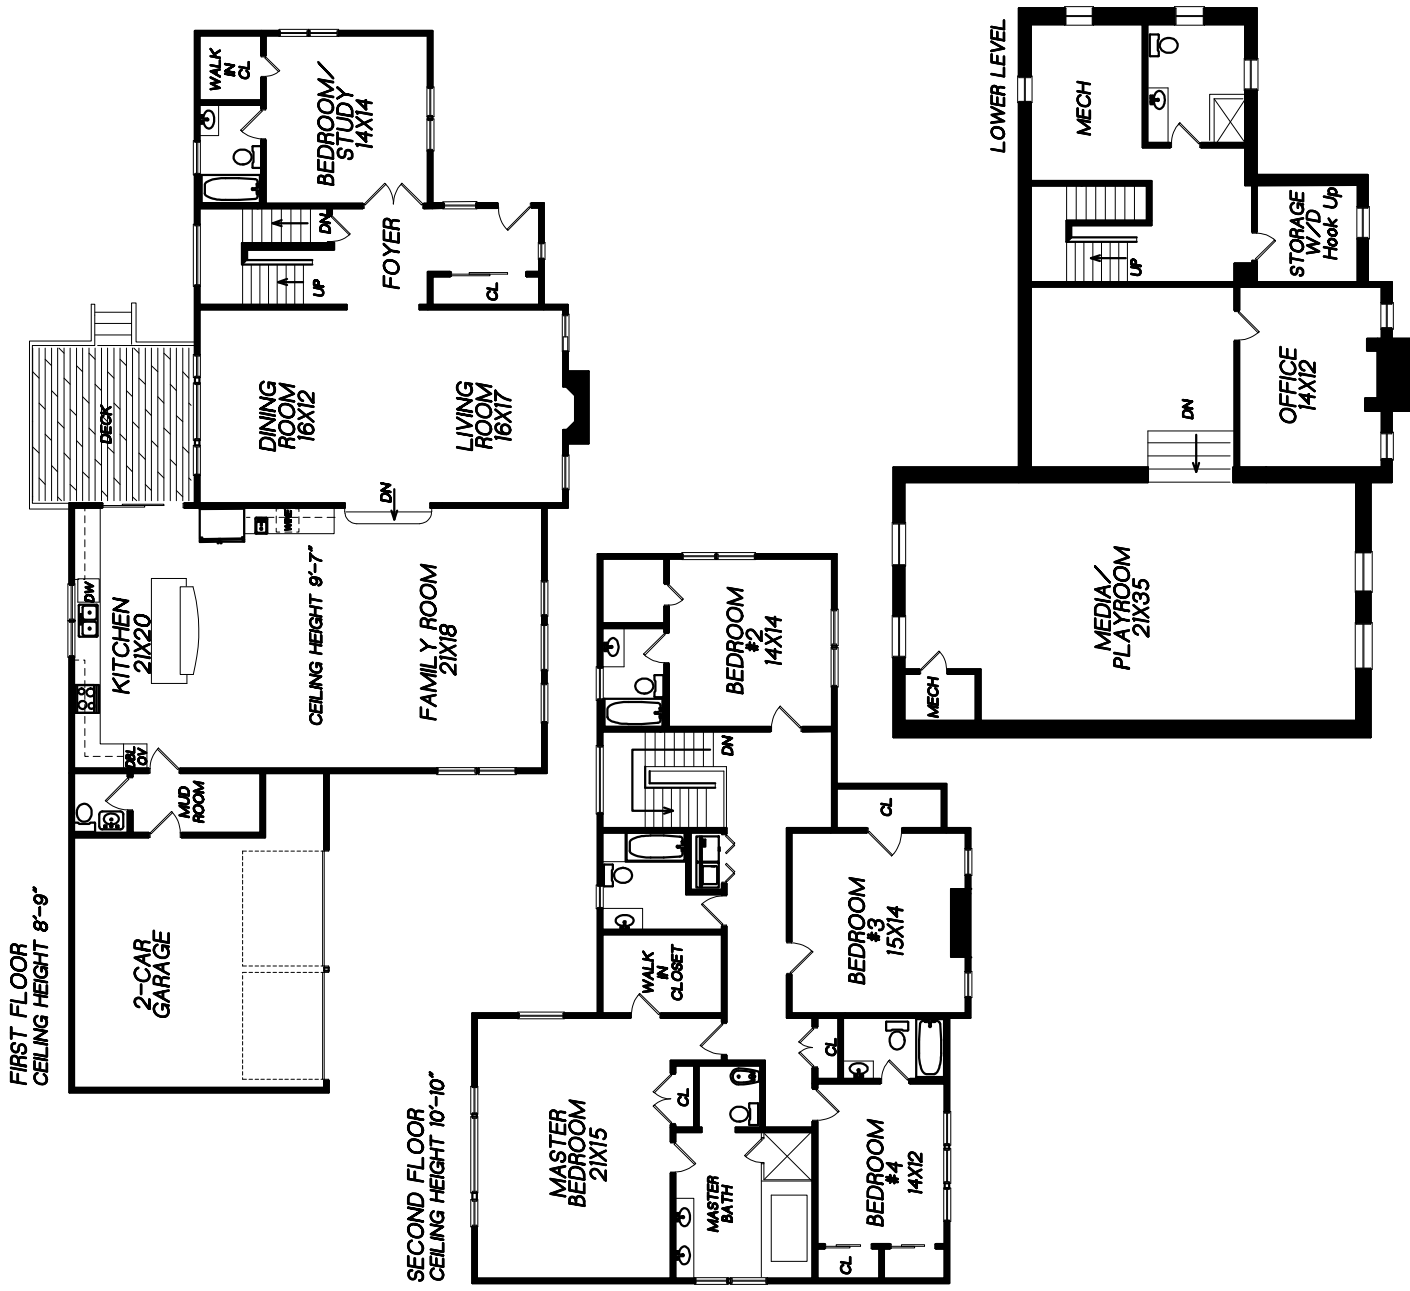 FIRST FLOOR
CEILING HEIGHT 8'-9"
WALK
IN
CL
BEDROOM/
STUDY
14X14
DN
UP
FOYER
CL
DECK
DINING
ROOM
16X12
LIVING
ROOM
16X17
DN
WINE
DW
KITCHEN
21X20
CEILING HEIGHT 9'-7"
FAMILY ROOM
21X18
DBL
OV
MUD
ROOM
2-CAR
GARAGE
SECOND FLOOR
CEILING HEIGHT 10'-10"
BEDROOM
#2
14X14
DN
CL
BEDROOM
#3
15X14
WALK
IN
CLOSET
CL
MASTER
BEDROOM
21X15
CL
MASTER
BATH
BEDROOM
#4
14X12
CL
LOWER LEVEL
MECH
UP
STORAGE
W/D
Hook Up
OFFICE
14X12
DN
MEDIA/
PLAYROOM
21X35
MECH